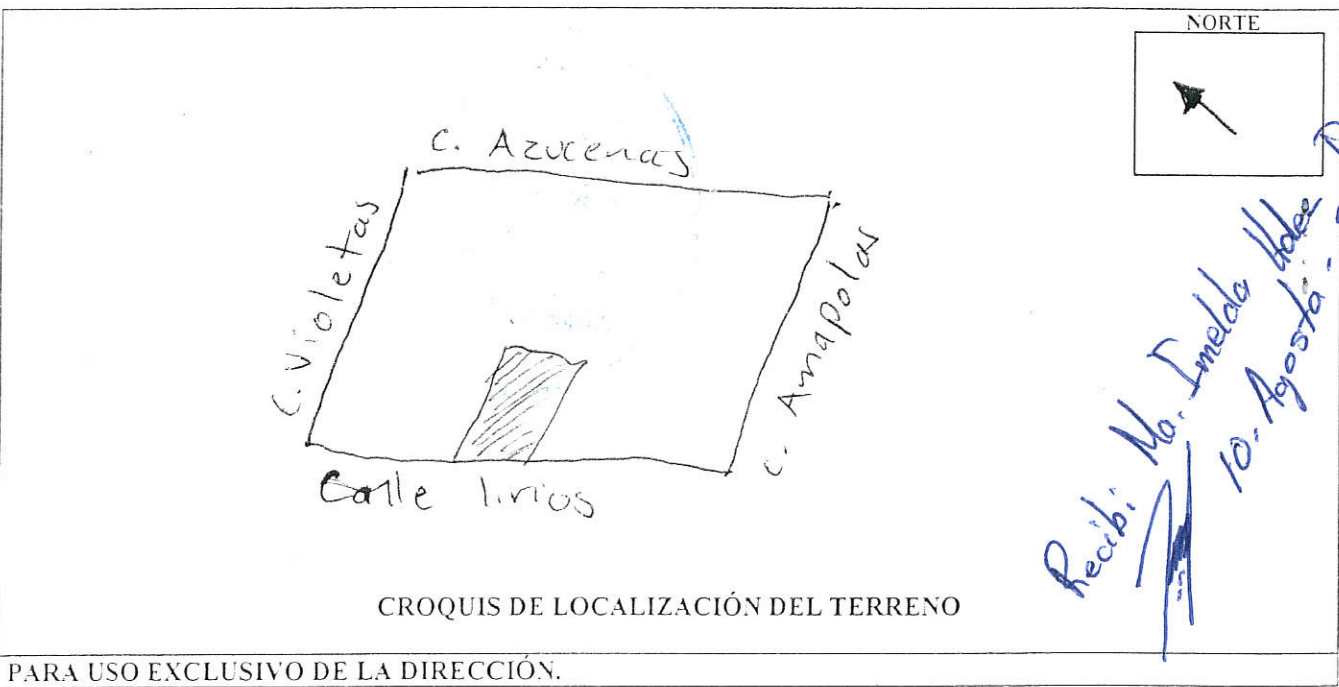 NORTE
C. Azucenas
C. Violetas
C. Amapolas
Calle lirios
Recibi Ma. Imelda
10. Agosto.
CROQUIS DE LOCALIZACIÓN DEL TERRENO
PARA USO EXCLUSIVO DE LA DIRECCIÓN.